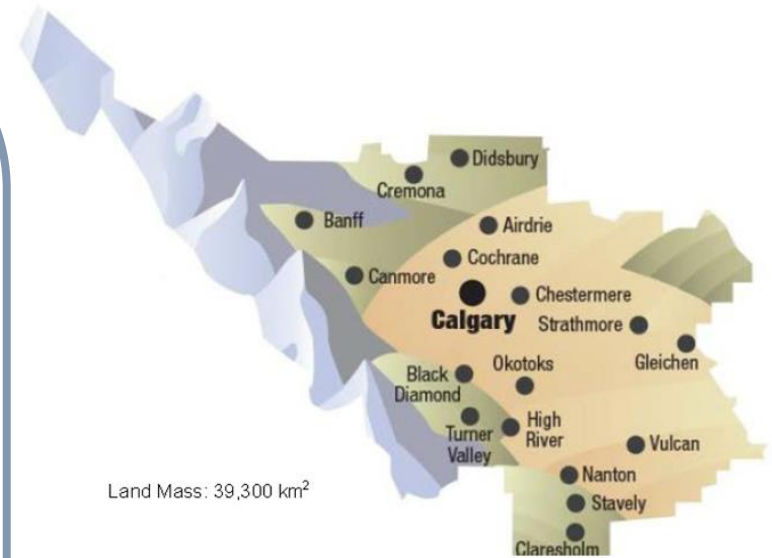 Didsbury
Cremona
Banff
Airdrie
Cochrane
Canmore
Chestermere
Calgary
Strathmore
Gleichen
Okotoks
Black
Diamond
High
River
Turner
Valley
Vulcan
Nanton
Land Mass: 39,300 km²
Stavely
Claresholm